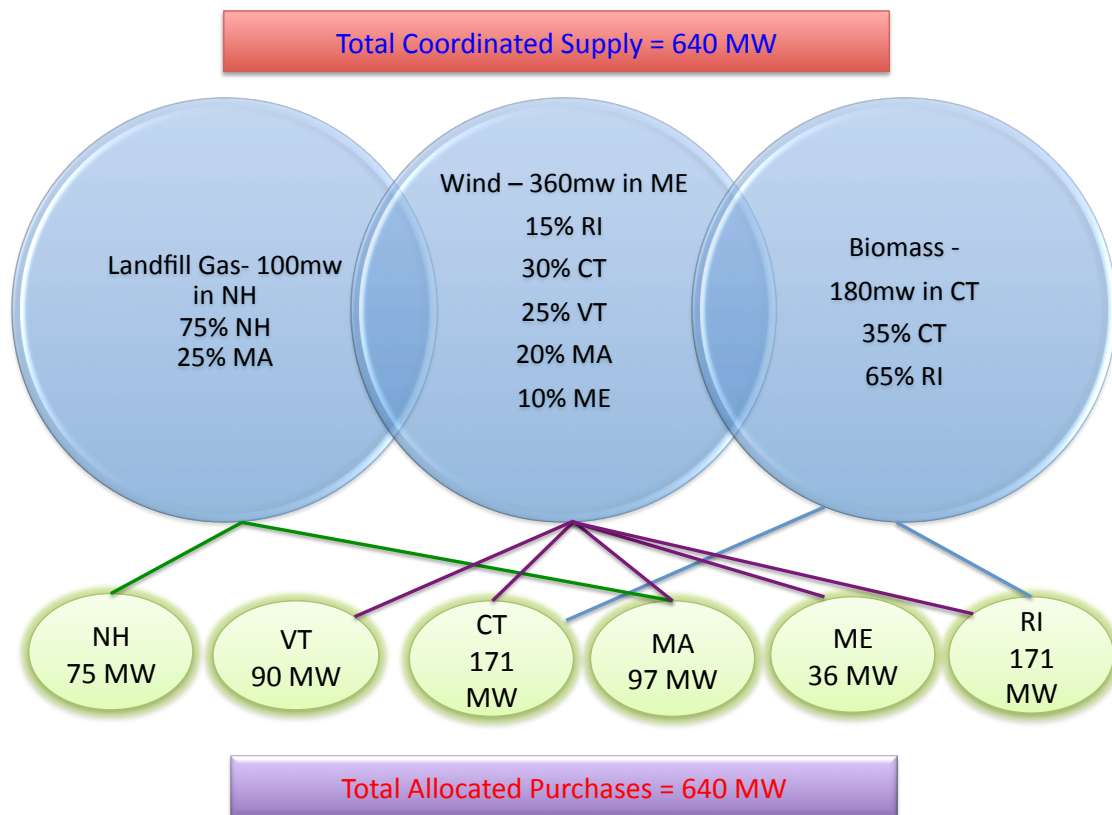 Total Coordinated Supply = 640 MW
Landfill Gas- 100mw
in NH
75% NH
25% MA
Wind – 360mw in ME
15% RI
30% CT
25% VT
20% MA
10% ME
Biomass -
180mw in CT
35% CT
65% RI
NH
75 MW
VT
90 MW
CT
171
MW
MA
97 MW
ME
36 MW
RI
171
MW
Total Allocated Purchases = 640 MW